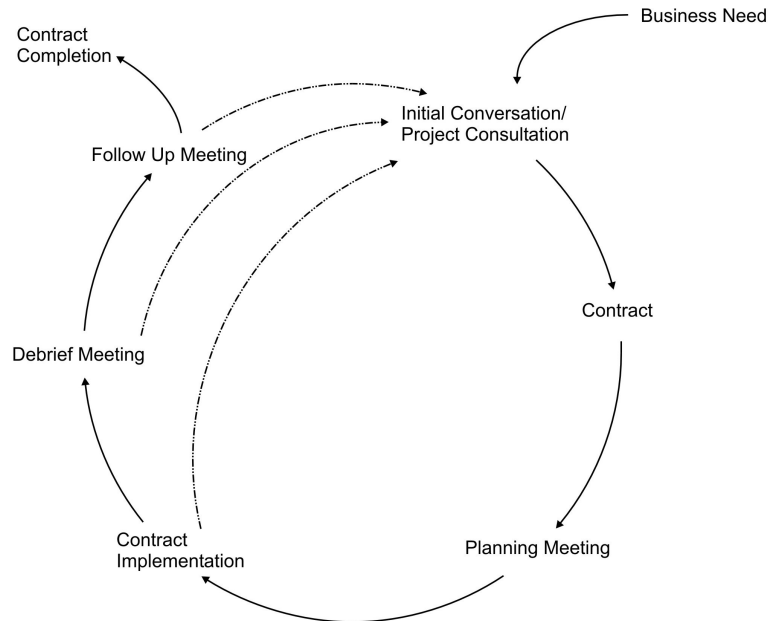 Business Need
Contract
Completion
Initial Conversation/
Project Consultation
Follow Up Meeting
Contract
Debrief Meeting
Contract
Implementation
Planning Meeting